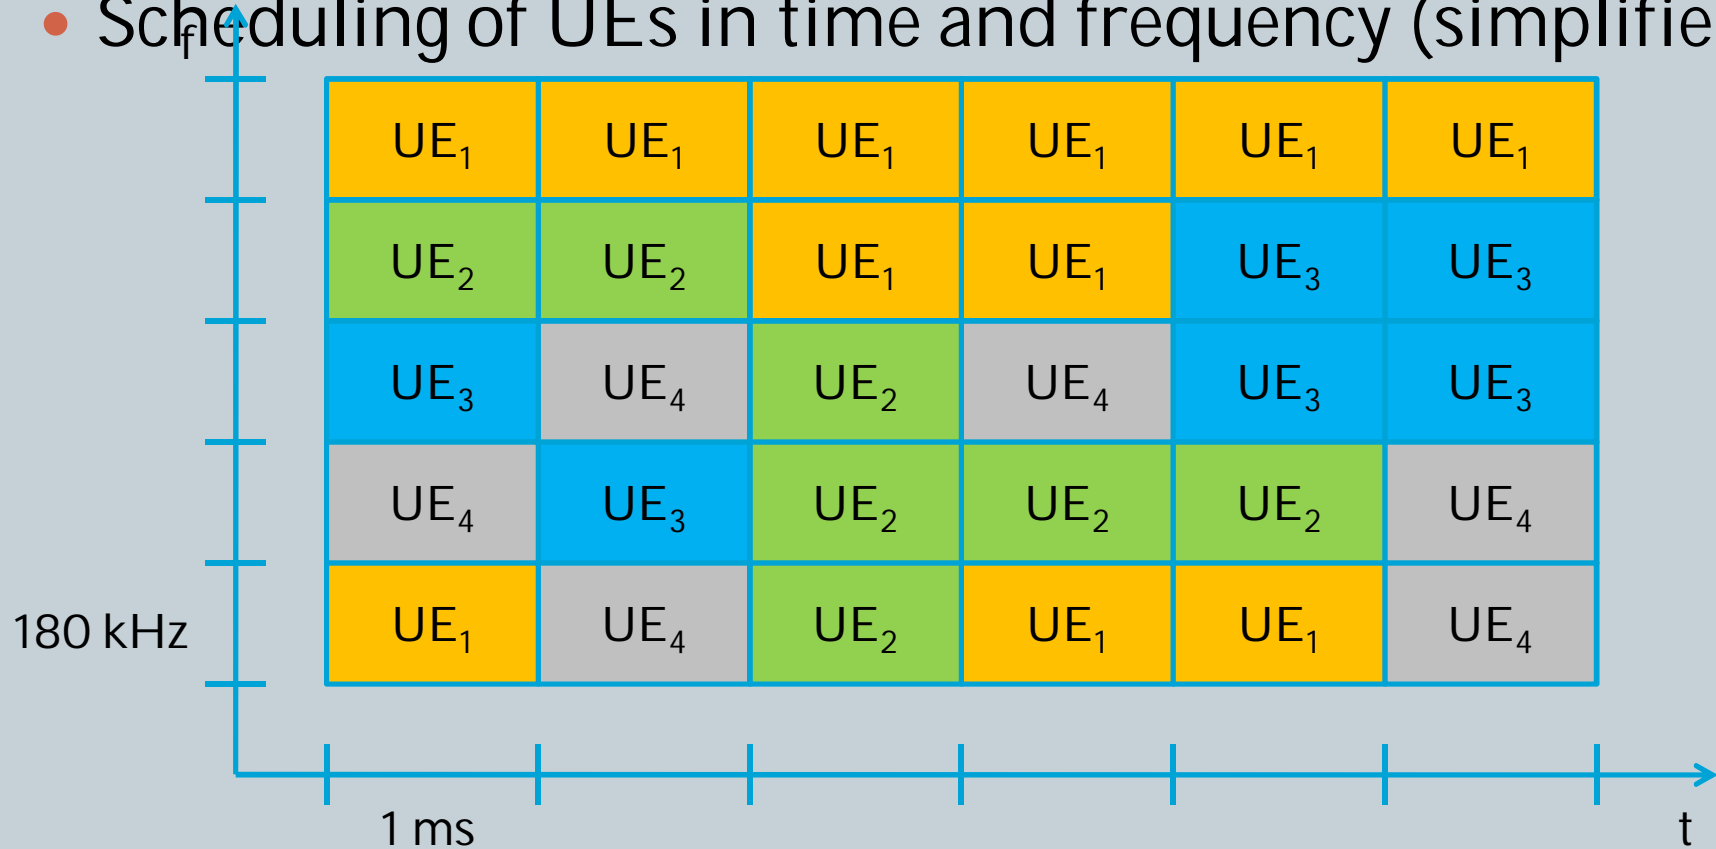 • Scheduling of UEs in time and frequency (simplifie
f
UE₁ UE₁ UE₁ UE₁ UE₁ UE₁
UE₂ UE₂ UE₁ UE₁ UE₃ UE₃
UE₃ UE₄ UE₂ UE₄ UE₃ UE₃
UE₄ UE₃ UE₂ UE₂ UE₂ UE₄
180 kHz UE₁ UE₄ UE₂ UE₁ UE₁ UE₄
1 ms t